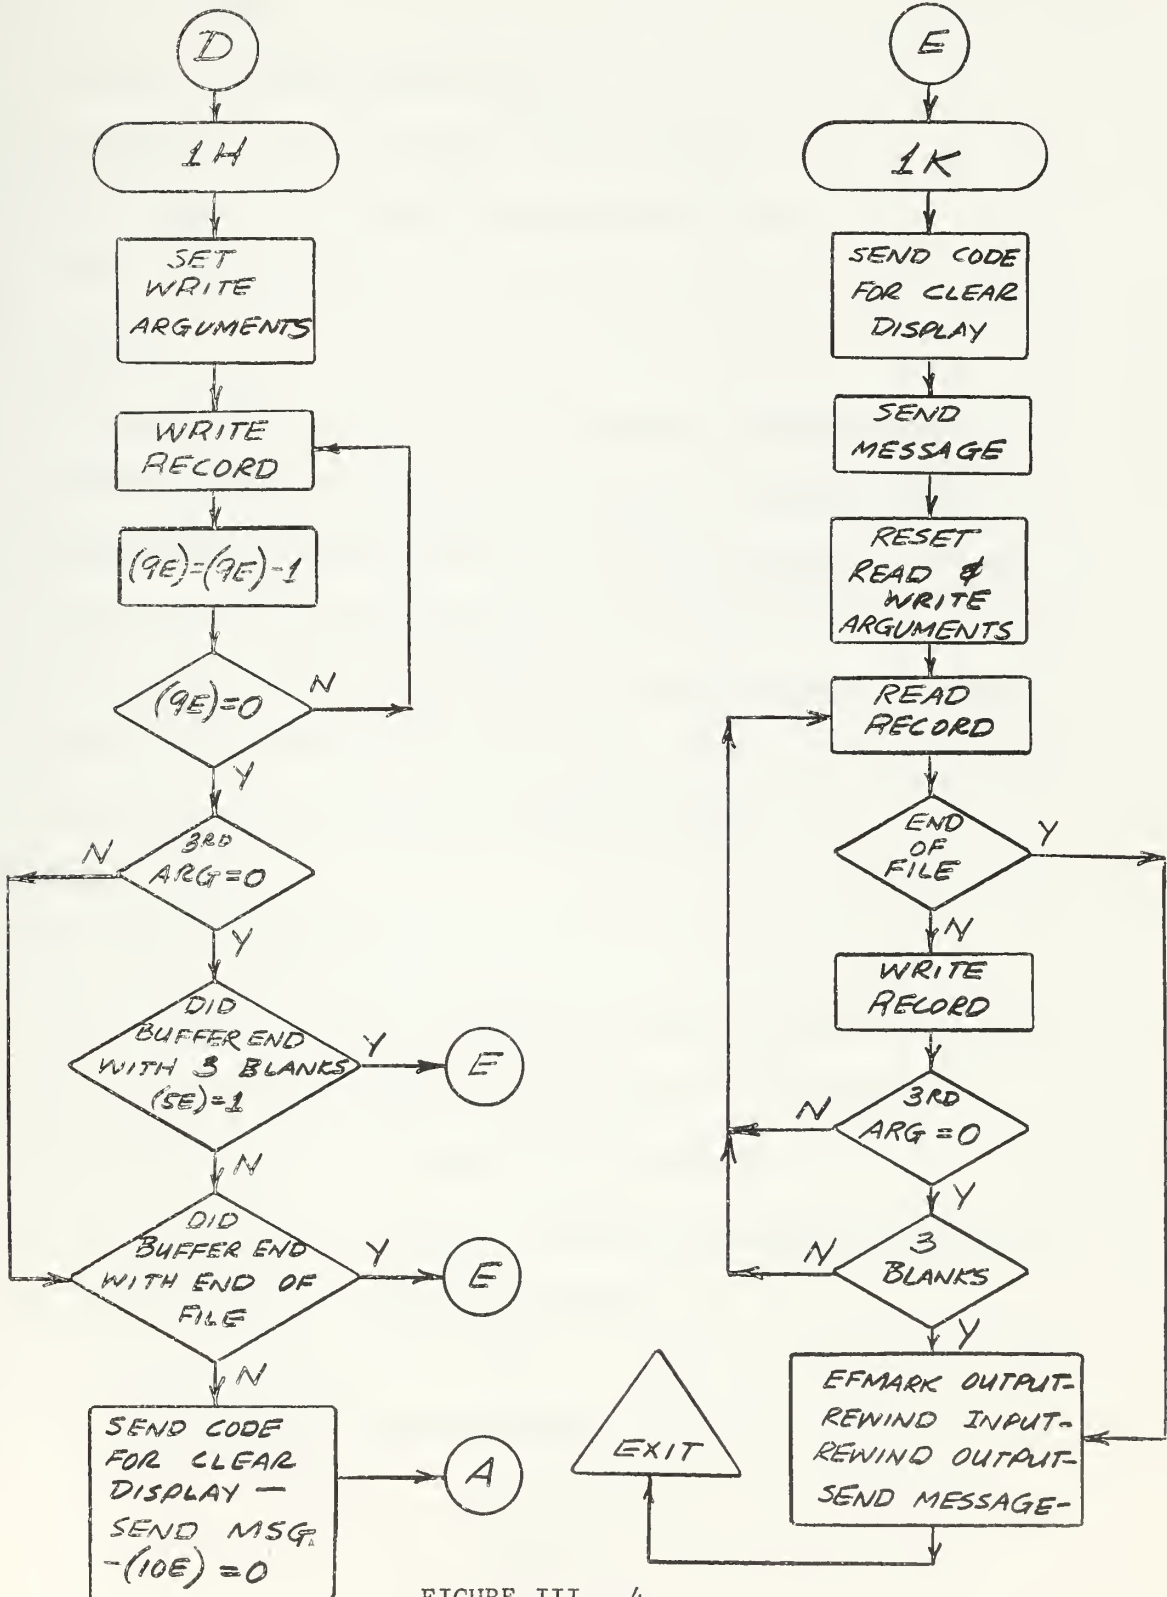 D
1H
SET
WRITE
ARGUMENTS
WRITE
RECORD
(9E)=(9E)-1
(9E)=0
N
Y
3RD
ARG=0
N
Y
DID
BUFFER END
WITH 3 BLANKS
(5E)=1
Y
E
N
DID
BUFFER END
WITH END OF
FILE
Y
E
N
SEND CODE
FOR CLEAR
DISPLAY —
SEND MSG.
-(10E)=0
A
E
1K
SEND CODE
FOR CLEAR
DISPLAY
SEND
MESSAGE
RESET
READ &
WRITE
ARGUMENTS
READ
RECORD
END
OF
FILE
Y
N
WRITE
RECORD
3RD
ARG=0
N
Y
3
BLANKS
N
Y
EFMARK OUTPUT-
REWIND INPUT-
REWIND OUTPUT-
SEND MESSAGE-
EXIT
FIGURE III - 4